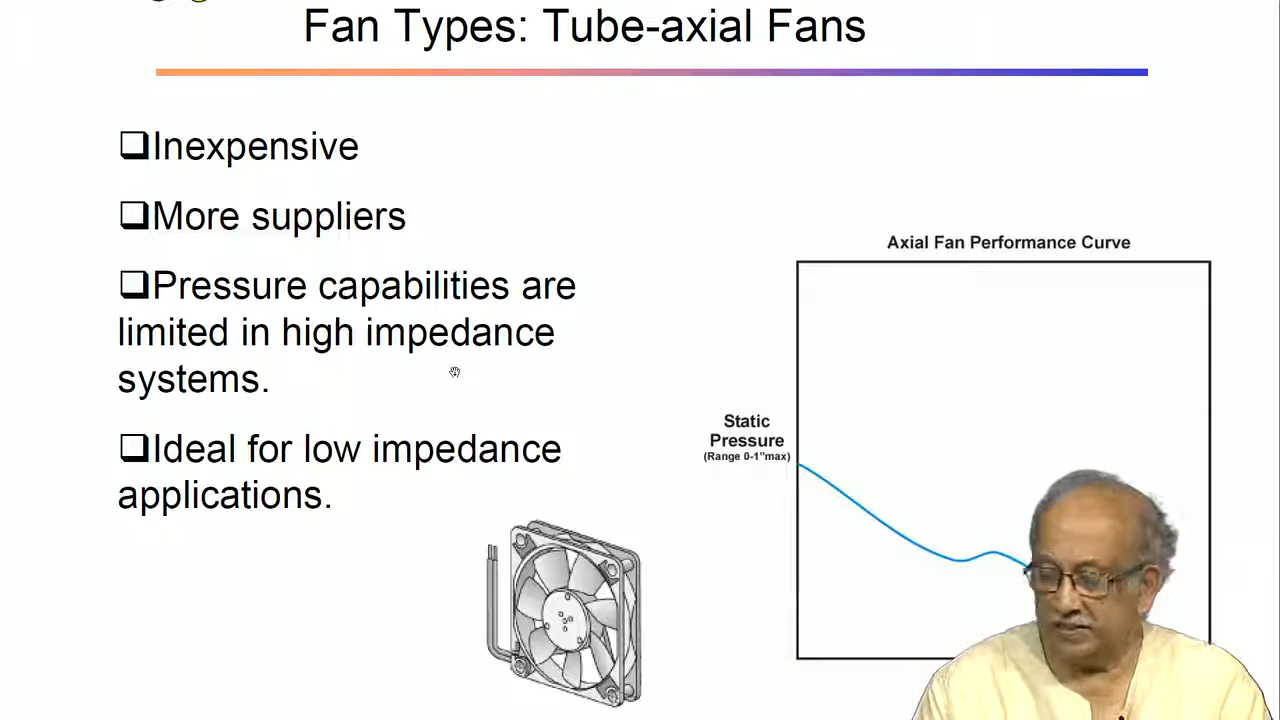 Fan Types: Tube-axial Fans
Inexpensive
More suppliers
Pressure capabilities are
limited in high impedance
systems.
Ideal for low impedance
applications.
Axial Fan Performance Curve
Static
Pressure
(Range 0-1"max)